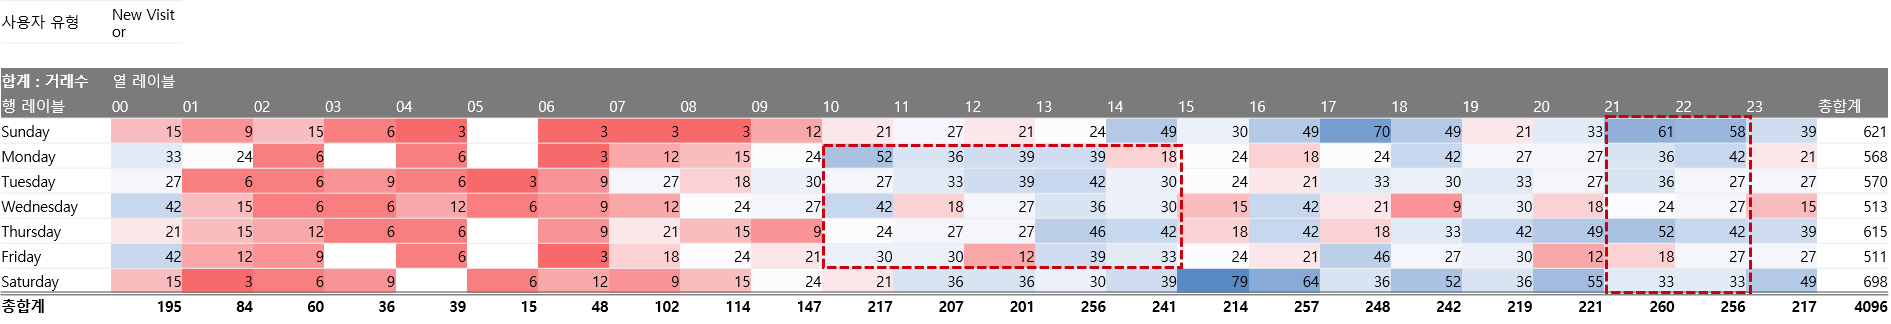 사용자 유형 New Visit
or
합계 : 거래수 열 레이블
행 레이블 00 01 02 03 04 05 06 07 08 09 10 11 12 13 14 15 16 17 18 19 20 21 22 23 총합계
Sunday 15 9 15 6 3 3 3 3 12 21 27 21 24 49 30 49 70 49 21 33 61 58 39 621
Monday 33 24 6 6 3 12 15 24 52 36 39 39 18 24 18 24 42 27 27 36 42 21 568
Tuesday 27 6 6 9 6 3 9 27 18 30 27 33 39 42 30 24 21 33 30 33 27 36 27 27 570
Wednesday 42 15 6 6 12 6 9 12 24 27 42 18 27 36 30 15 42 21 9 30 18 24 27 15 513
Thursday 21 15 12 6 6 9 21 15 9 24 27 27 46 42 18 42 18 33 42 49 52 42 39 615
Friday 42 12 9 6 3 18 24 21 30 30 12 39 33 24 21 46 27 30 12 18 27 27 511
Saturday 15 3 6 9 6 12 9 15 24 21 36 36 30 39 79 64 36 52 36 55 33 33 49 698
총합계 195 84 60 36 39 15 48 102 114 147 217 207 201 256 241 214 257 248 242 219 221 260 256 217 4096